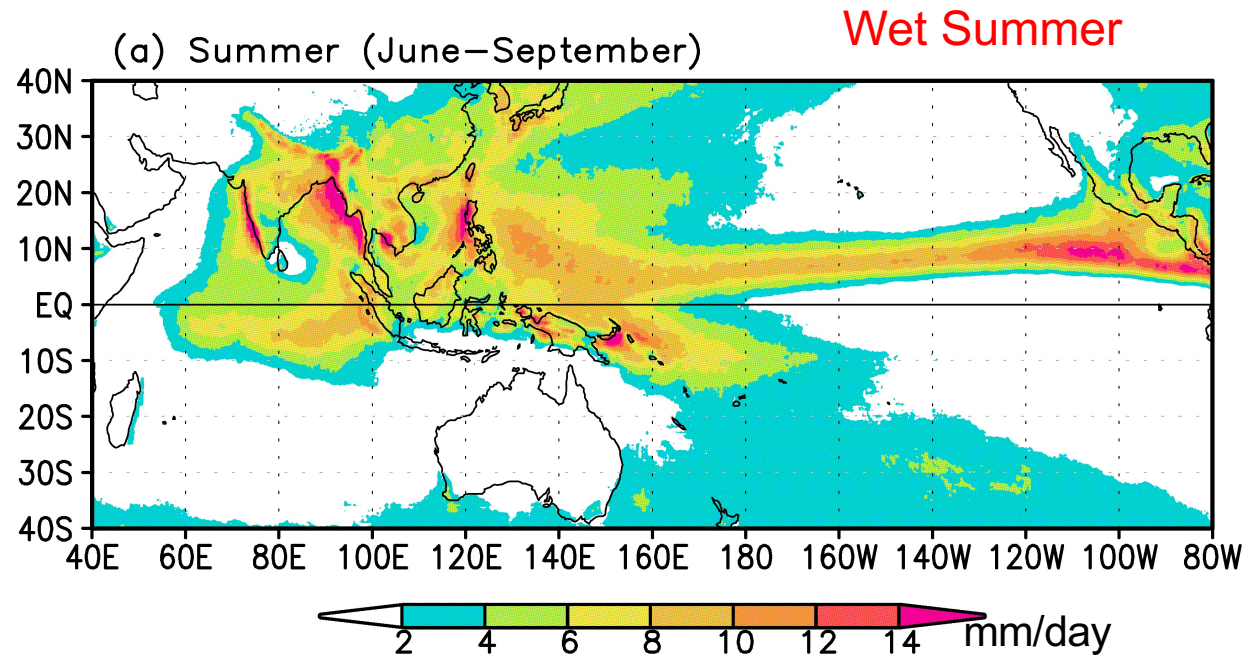 Wet Summer
(a) Summer (June−September)
40N
30N
20N
10N
EQ
10S
20S
30S
40S
40E 60E 80E 100E 120E 140E 160E 180 160W 140W 120W 100W 80W
2 4 6 8 10 12 14 mm/day